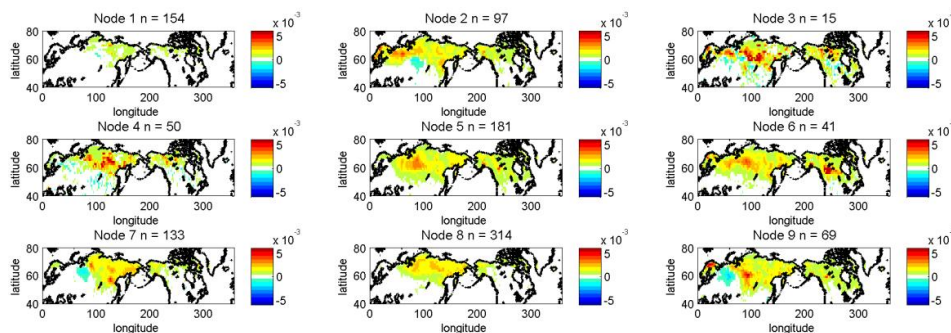 Node 1 n = 154
latitude
80
60
40
0 100 200 300
longitude
x 10^-3
5
0
-5
Node 2 n = 97
latitude
80
60
40
0 100 200 300
longitude
x 10^-3
5
0
-5
Node 3 n = 15
latitude
80
60
40
0 100 200 300
longitude
x 10^-3
5
0
-5
Node 4 n = 50
latitude
80
60
40
0 100 200 300
longitude
x 10^-3
5
0
-5
Node 5 n = 181
latitude
80
60
40
0 100 200 300
longitude
x 10^-3
5
0
-5
Node 6 n = 41
latitude
80
60
40
0 100 200 300
longitude
x 10^-3
5
0
-5
Node 7 n = 133
latitude
80
60
40
0 100 200 300
longitude
x 10^-3
5
0
-5
Node 8 n = 314
latitude
80
60
40
0 100 200 300
longitude
x 10^-3
5
0
-5
Node 9 n = 69
latitude
80
60
40
0 100 200 300
longitude
x 10^-3
5
0
-5